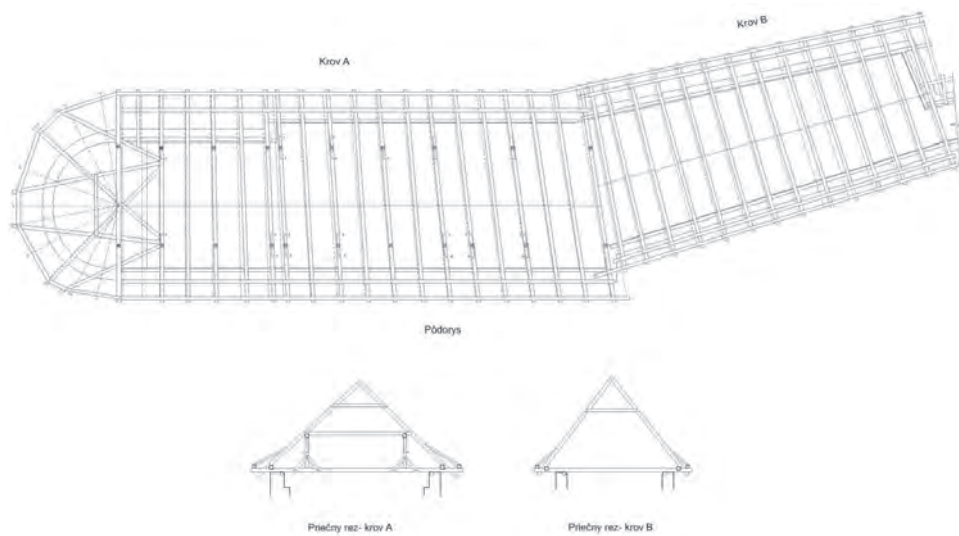 Krov B
Krov A
Pôdorys
Priečny rez- krov A
Priečny rez- krov B